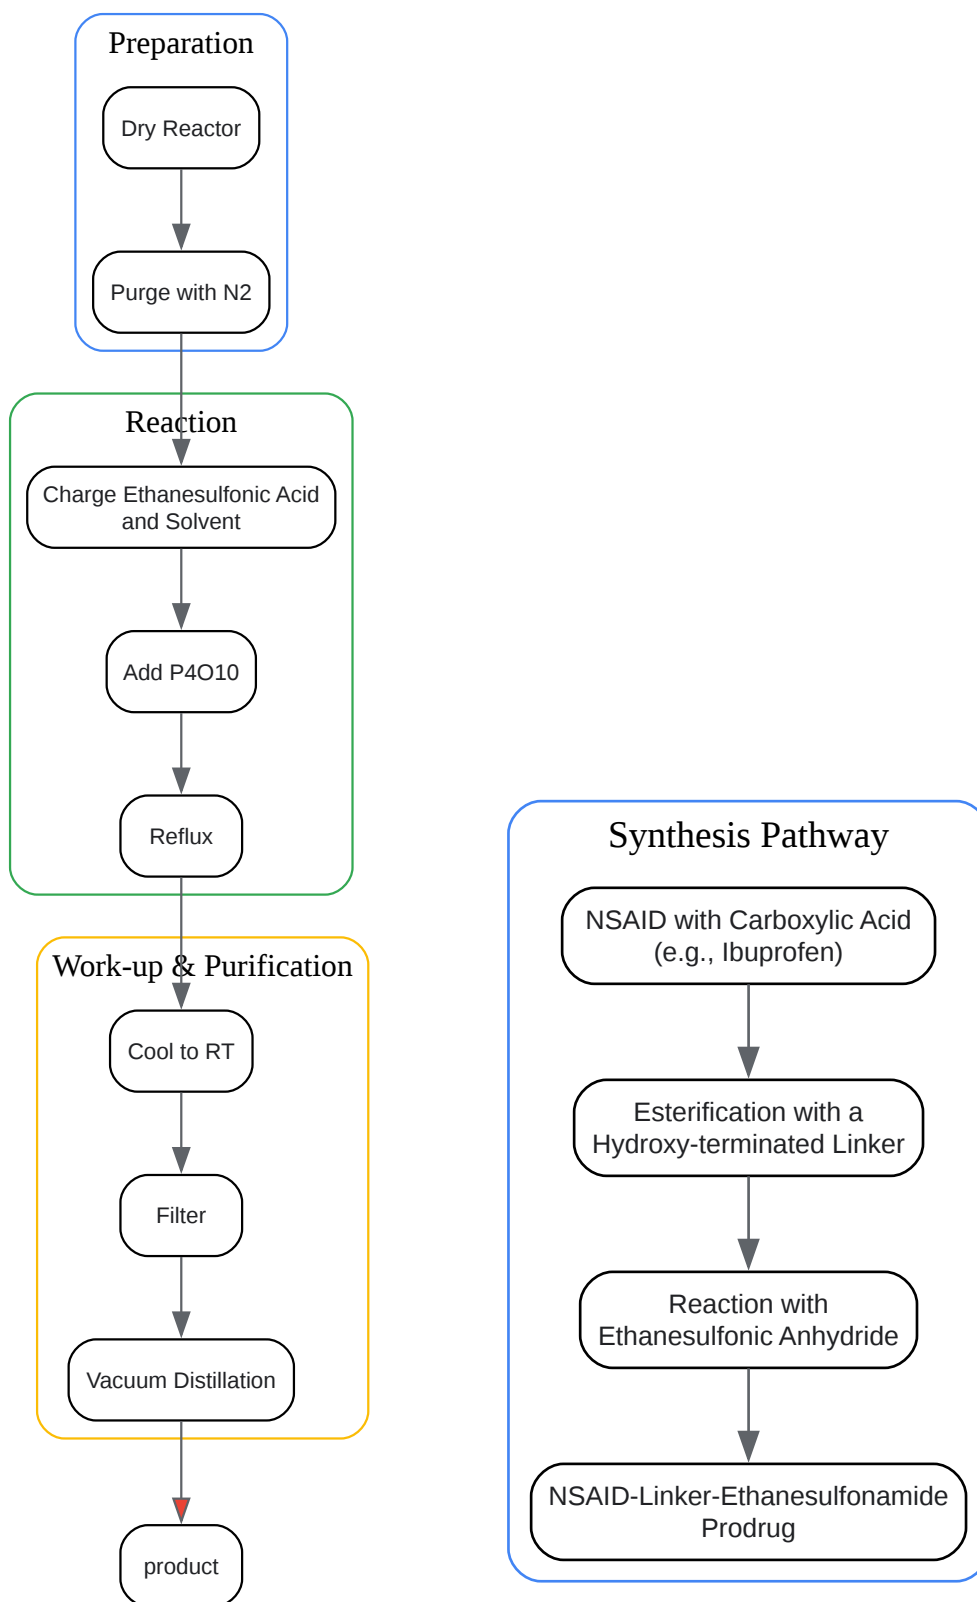 Preparation
Dry Reactor
Purge with N2
Reaction
Charge Ethanesulfonic Acid
and Solvent
Add P4O10
Reflux
Work-up & Purification
Cool to RT
Filter
Vacuum Distillation
product
Synthesis Pathway
NSAID with Carboxylic Acid
(e.g., Ibuprofen)
Esterification with a
Hydroxy-terminated Linker
Reaction with
Ethanesulfonic Anhydride
NSAID-Linker-Ethanesulfonamide
Prodrug